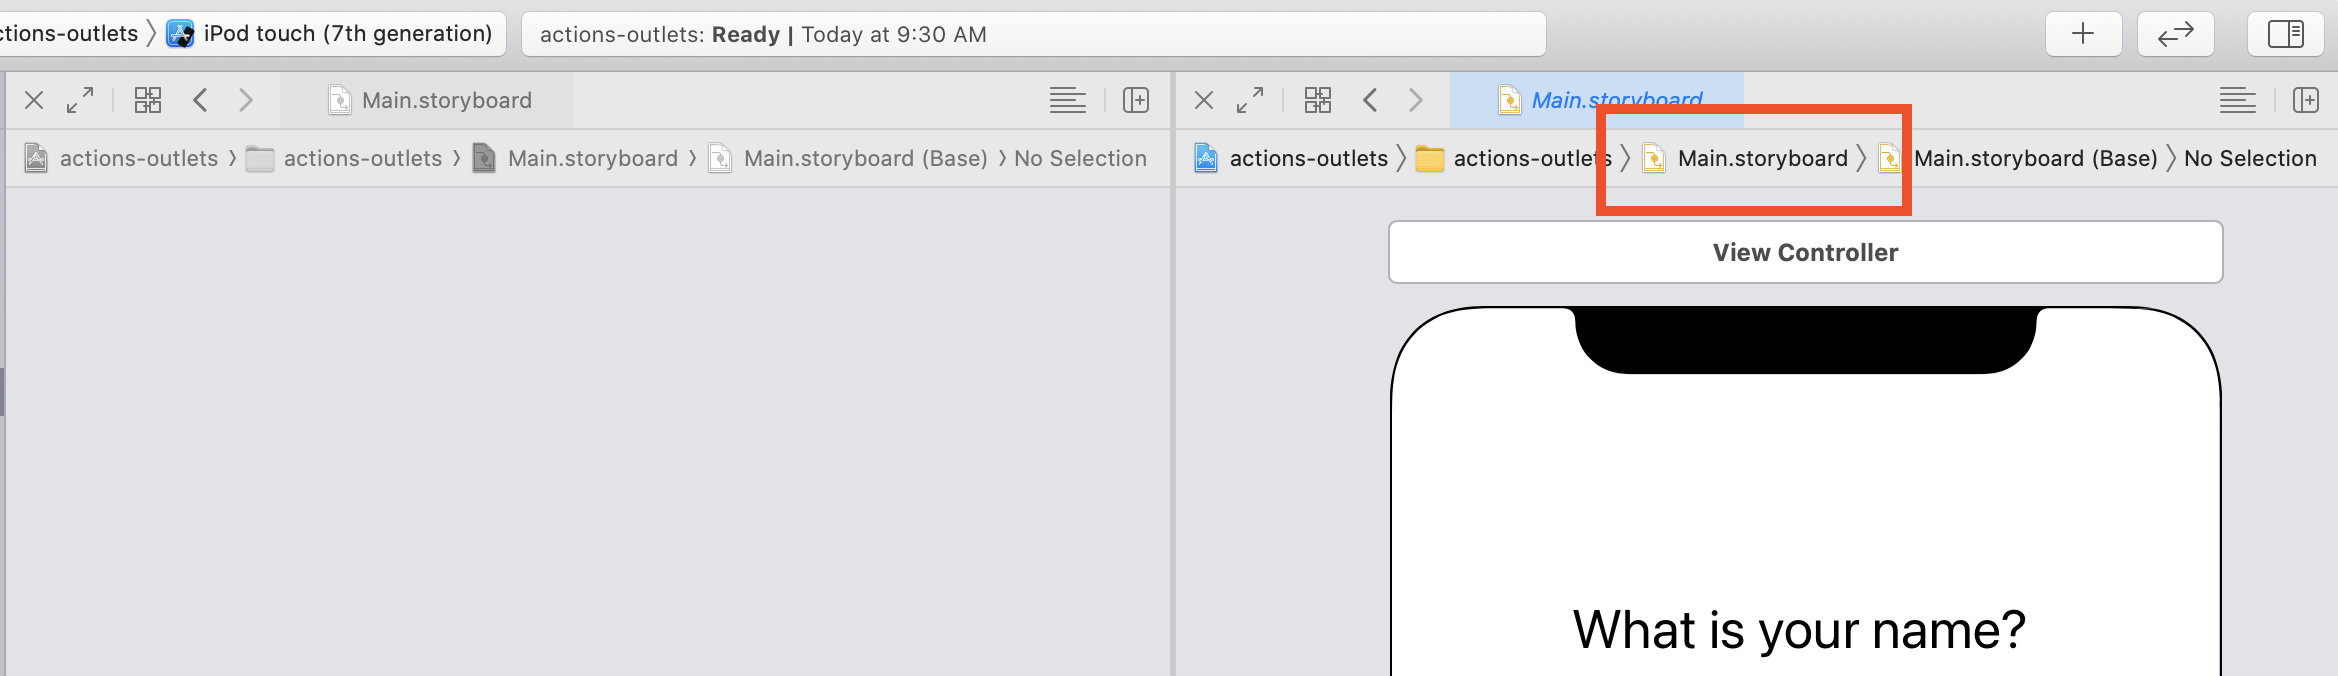 ctions-outlets 〉 iPod touch (7th generation)
actions-outlets: Ready | Today at 9:30 AM
Main.storyboard
actions-outlets 〉 actions-outlets 〉 Main.storyboard 〉 Main.storyboard (Base) 〉 No Selection
Main.storyboard
actions-outlets 〉 actions-outlets 〉 Main.storyboard 〉 Main.storyboard (Base) 〉 No Selection
View Controller
What is your name?